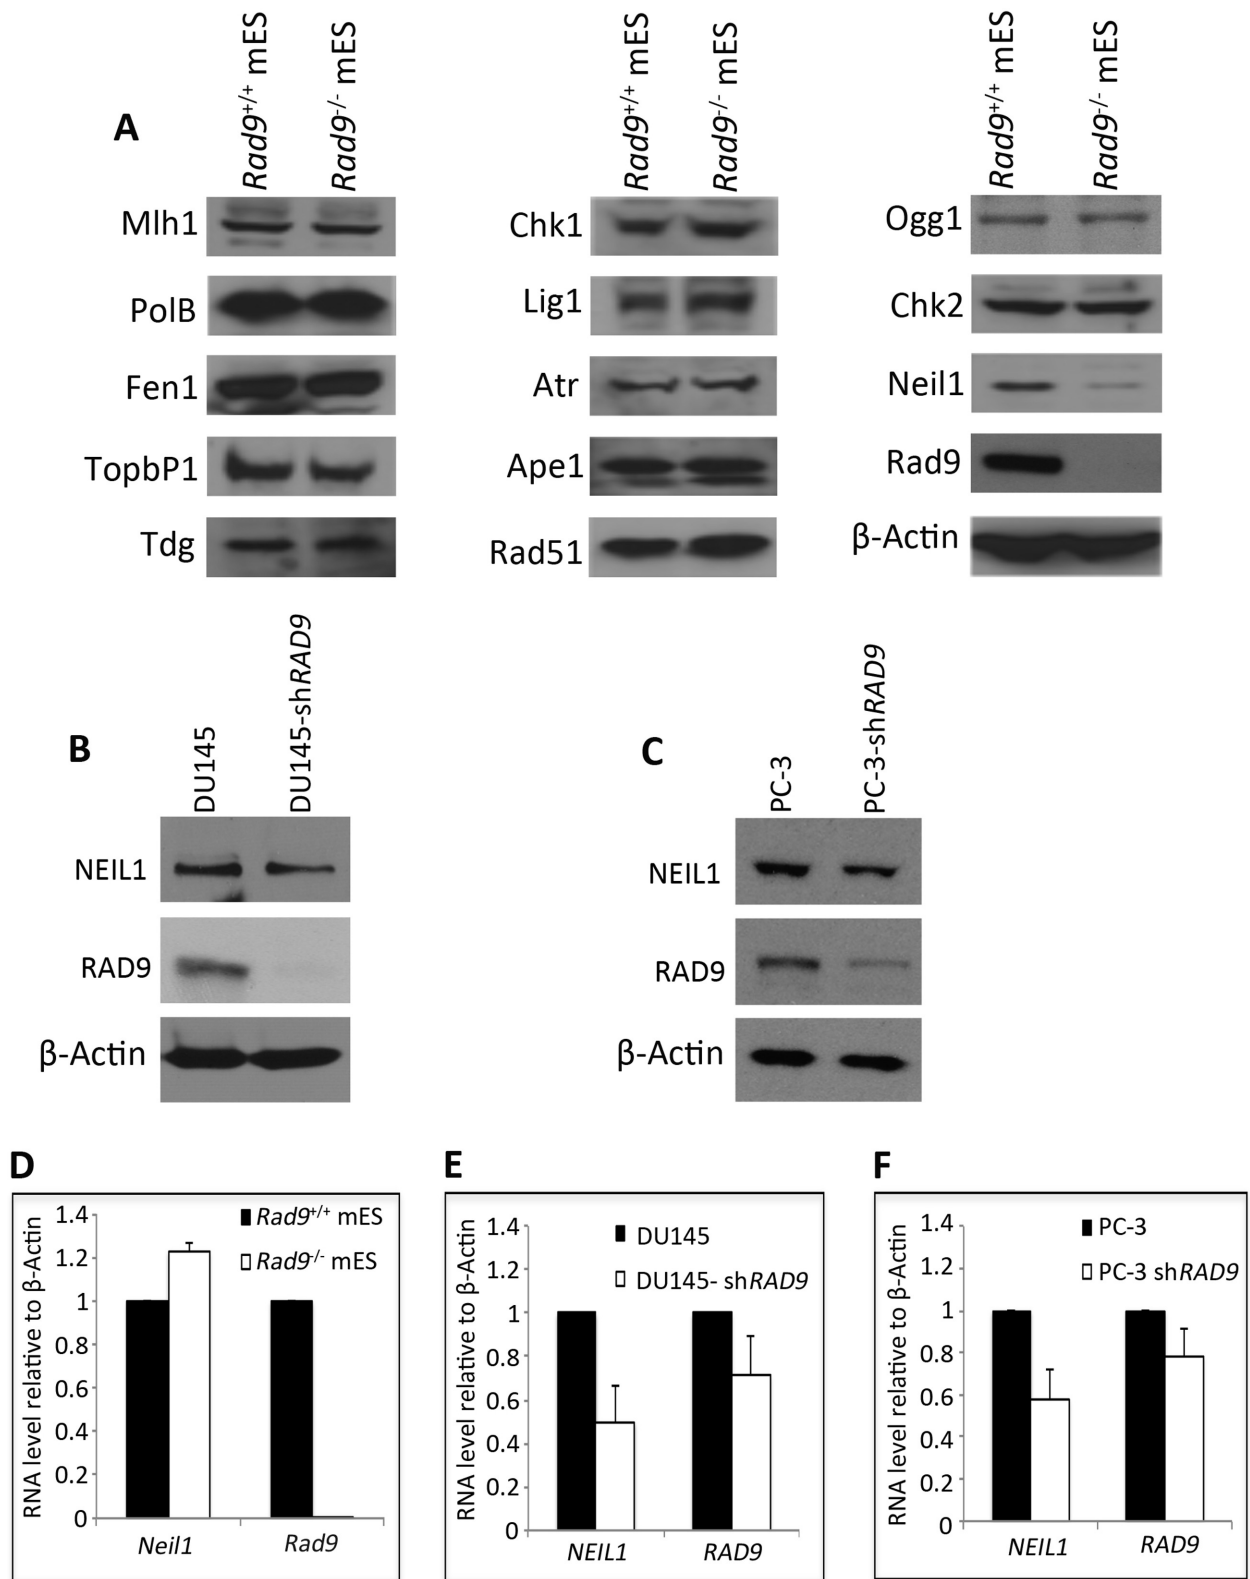 A
Rad9+/+ mES
Rad9-/- mES
Rad9+/+ mES
Rad9-/- mES
Rad9+/+ mES
Rad9-/- mES
Mlh1
PolB
Fen1
TopbP1
Tdg
Chk1
Lig1
Atr
Ape1
Rad51
Ogg1
Chk2
Neil1
Rad9
β-Actin
B
DU145
DU145-shRAD9
NEIL1
RAD9
β-Actin
C
PC-3
PC-3-shRAD9
NEIL1
RAD9
β-Actin
D
RNA level relative to β-Actin
1.4
1.2
1
0.8
0.6
0.4
0.2
0
Rad9+/+ mES
Rad9-/- mES
Neil1
Rad9
E
RNA level relative to β-Actin
1.4
1.2
1
0.8
0.6
0.4
0.2
0
DU145
DU145- shRAD9
NEIL1
RAD9
F
RNA level relative to β-Actin
1.4
1.2
1
0.8
0.6
0.4
0.2
0
PC-3
PC-3 shRAD9
NEIL1
RAD9